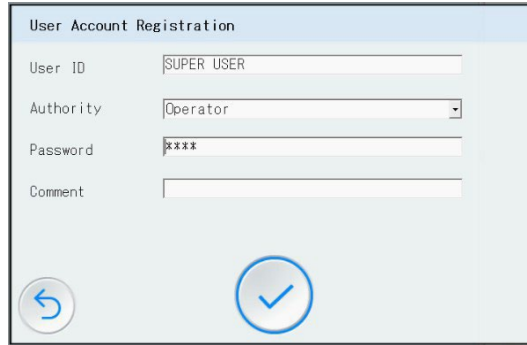 User Account Registration
User ID SUPER USER
Authority Operator
Password ****
Comment